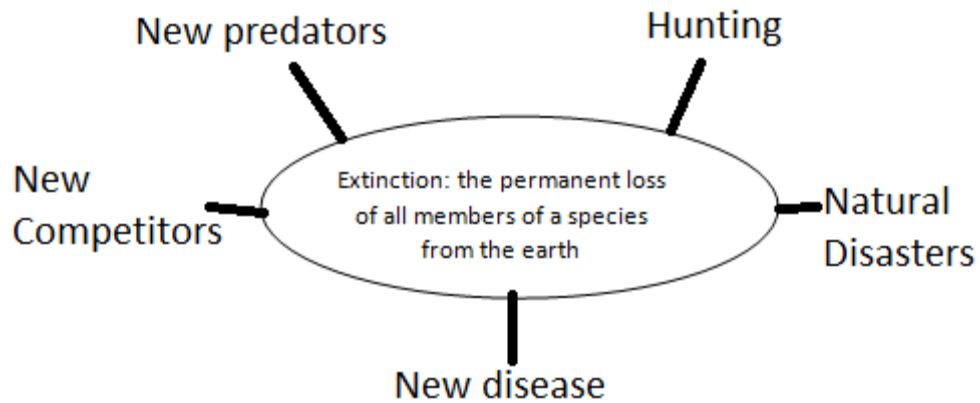 New predators
Hunting
New
Competitors
Extinction: the permanent loss
of all members of a species
from the earth
Natural
Disasters
New disease